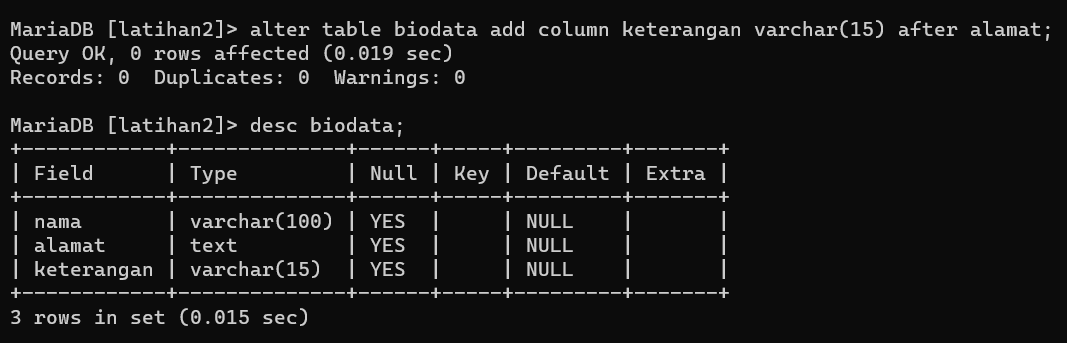 MariaDB [latihan2]> alter table biodata add column keterangan varchar(15) after alamat;
Query OK, 0 rows affected (0.019 sec)
Records: 0  Duplicates: 0  Warnings: 0

MariaDB [latihan2]> desc biodata;
+------------+--------------+------+-----+---------+-------+
| Field      | Type         | Null | Key | Default | Extra |
+------------+--------------+------+-----+---------+-------+
| nama       | varchar(100) | YES  |     | NULL    |       |
| alamat     | text         | YES  |     | NULL    |       |
| keterangan | varchar(15)  | YES  |     | NULL    |       |
+------------+--------------+------+-----+---------+-------+
3 rows in set (0.015 sec)